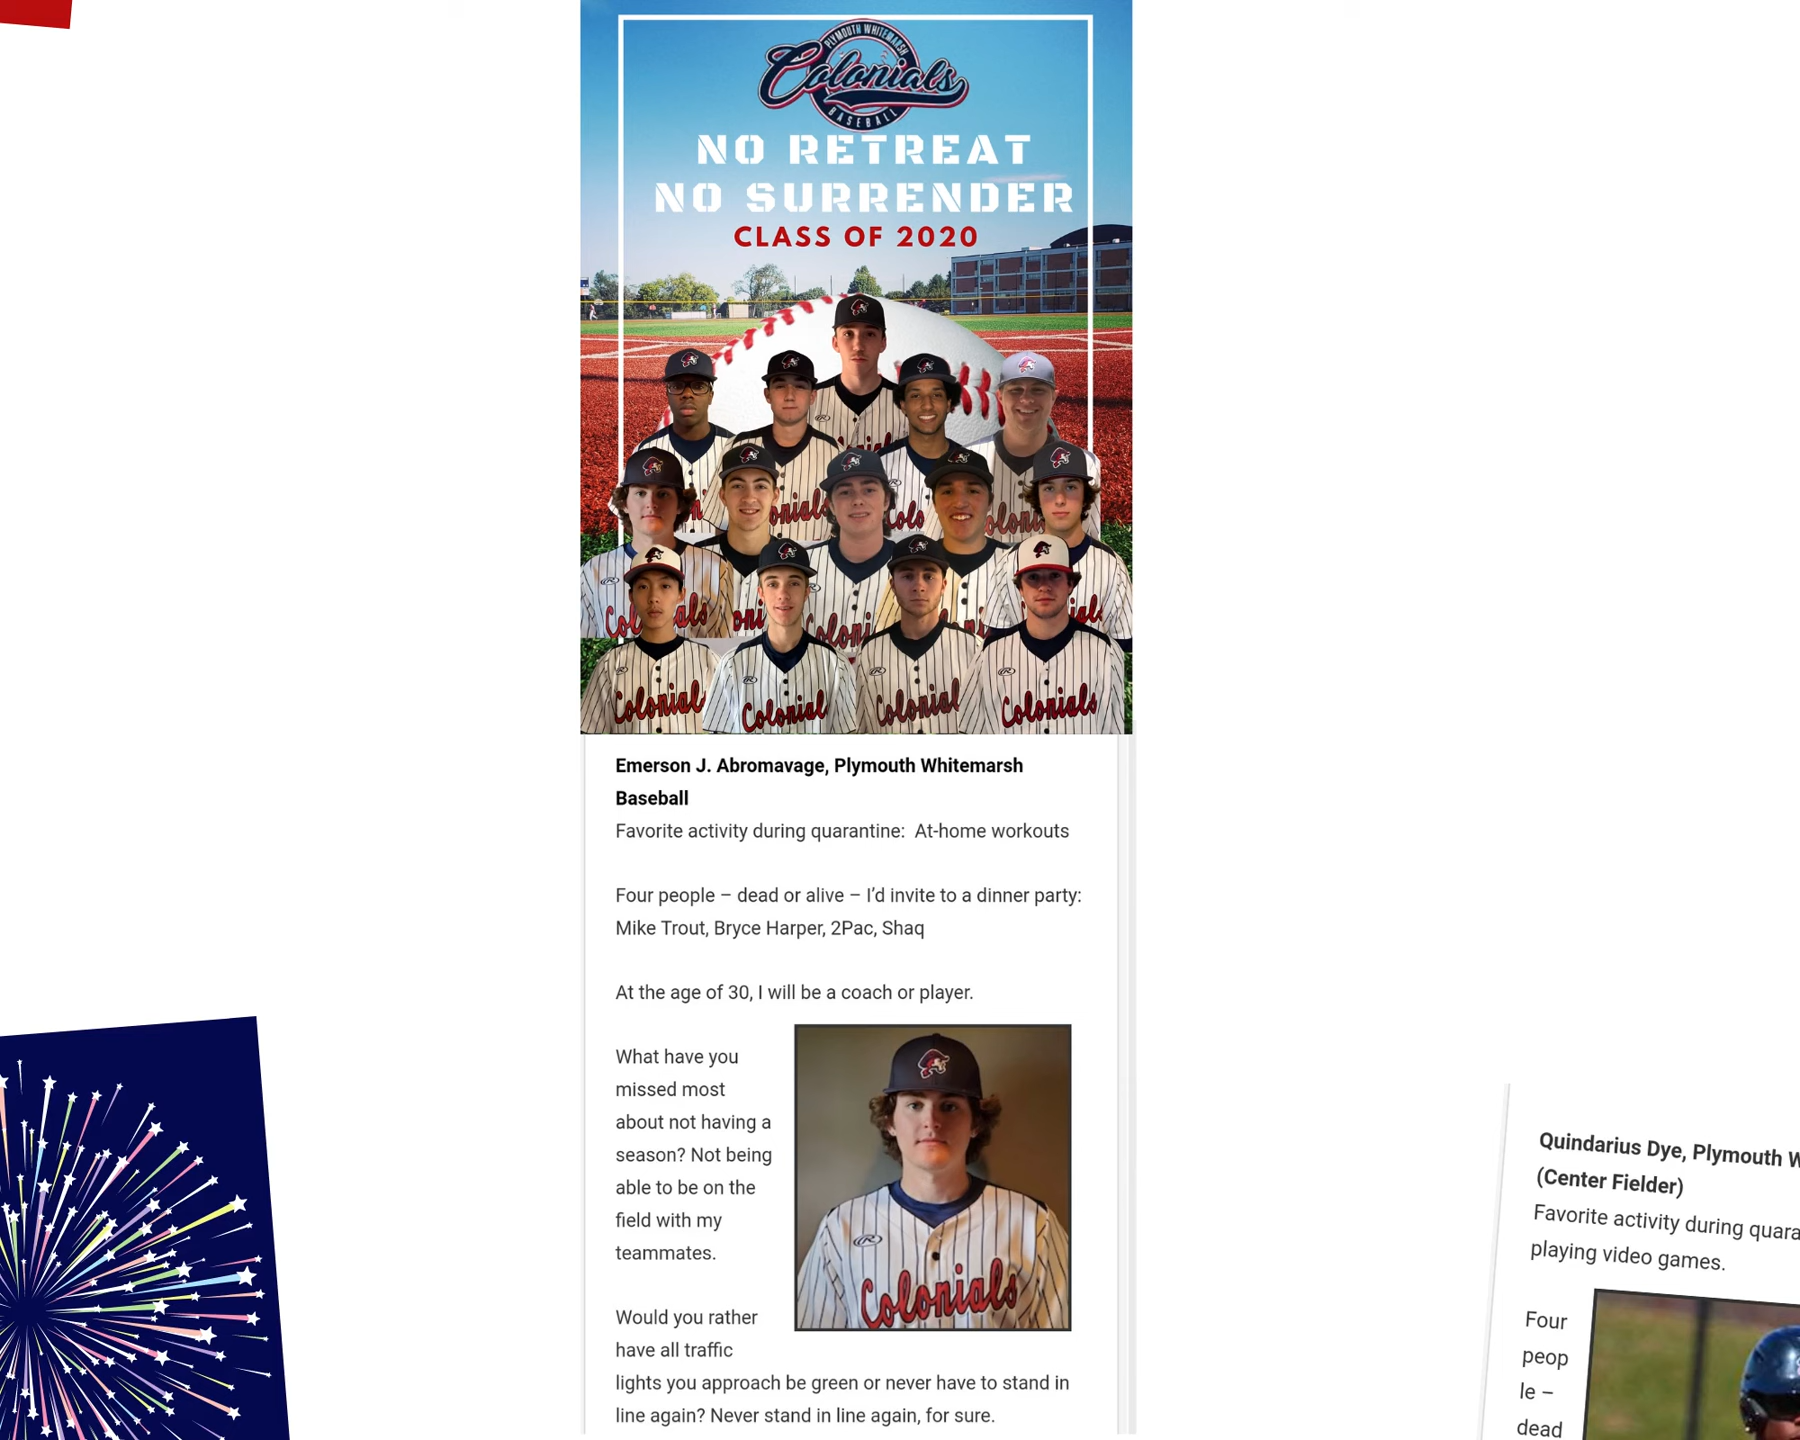 PLYMOUTH WHITEMARSH
Colonials
BASEBALL
NO RETREAT
NO SURRENDER
CLASS OF 2020
Colonials
Colonials
Colonials
Colonials
Emerson J. Abromavage, Plymouth Whitemarsh
Baseball
Favorite activity during quarantine: At-home workouts
Four people – dead or alive – I’d invite to a dinner party:
Mike Trout, Bryce Harper, 2Pac, Shaq
At the age of 30, I will be a coach or player.
What have you
missed most
about not having a
season? Not being
able to be on the
field with my
teammates.
Colonials
Would you rather
have all traffic
lights you approach be green or never have to stand in
line again? Never stand in line again, for sure.
Quindarius Dye, Plymouth W
(Center Fielder)
Favorite activity during quara
playing video games.
Four
peop
le –
dead